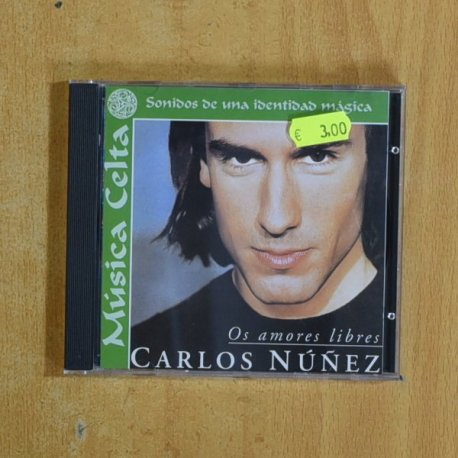 Sonidos de una identidad mágica
€ 3,00
Música Celta
Os amores libres
CARLOS NÚÑEZ